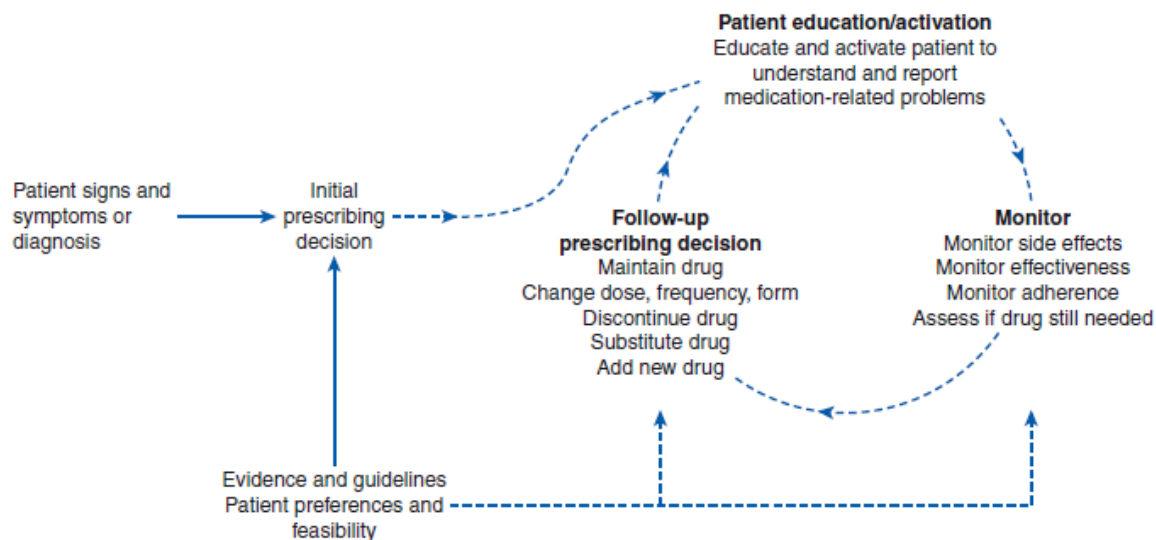 Patient education/activation
Educate and activate patient to
understand and report
medication-related problems
Patient signs and
symptoms or
diagnosis
Initial
prescribing
decision
Follow-up
prescribing decision
Maintain drug
Change dose, frequency, form
Discontinue drug
Substitute drug
Add new drug
Monitor
Monitor side effects
Monitor effectiveness
Monitor adherence
Assess if drug still needed
Evidence and guidelines
Patient preferences and
feasibility